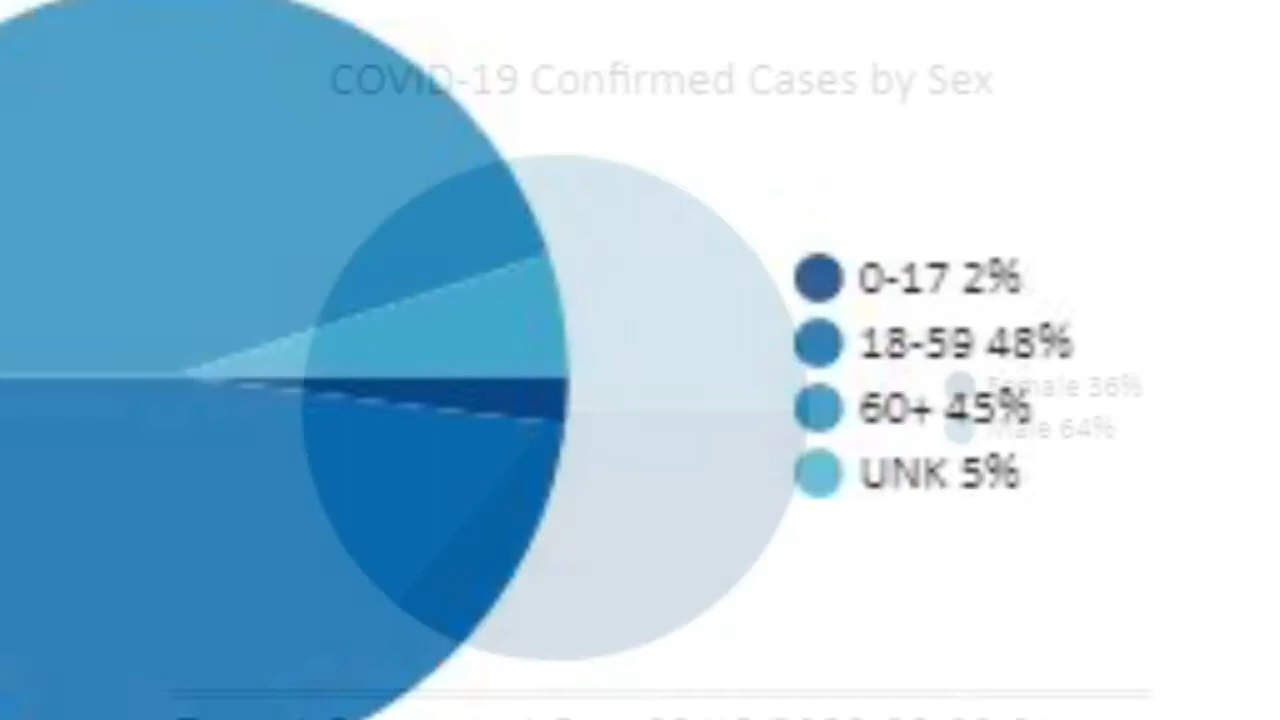 COVID-19 Confirmed Cases by Sex
0-17 2%
18-59 48%
Female 36%
60+ 45%
Male 64%
UNK 5%